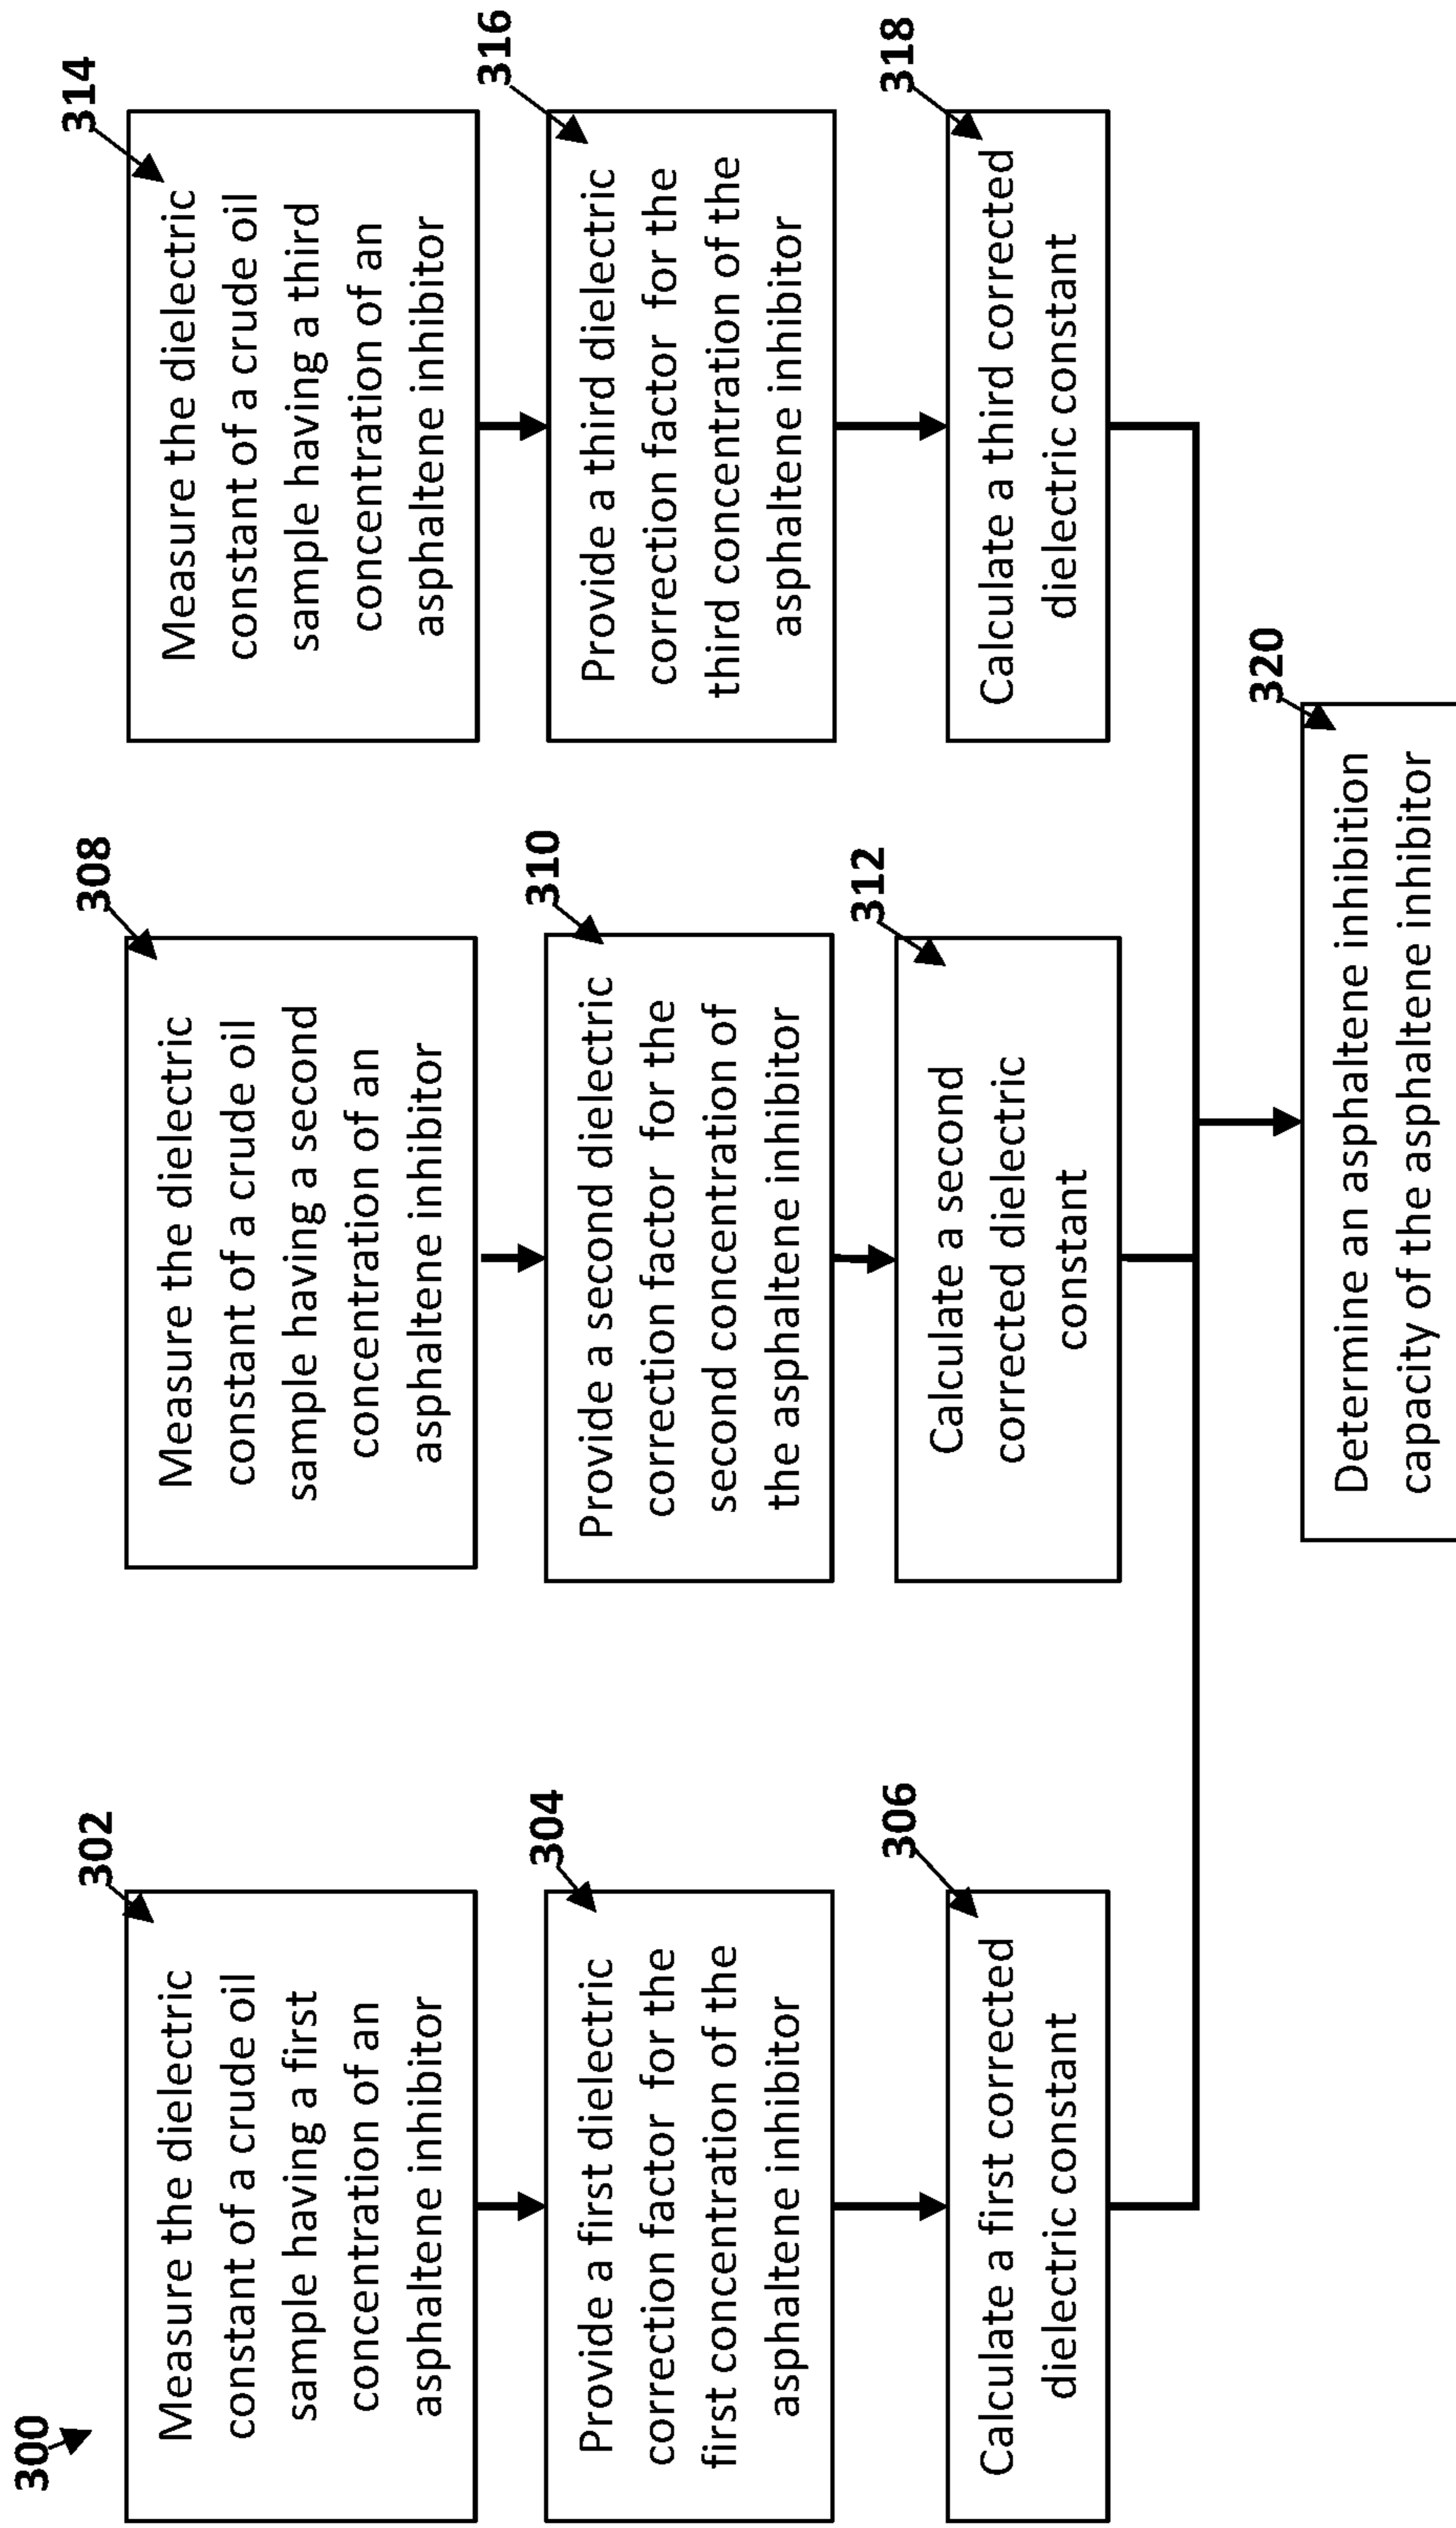 300
302
Measure the dielectric
constant of a crude oil
sample having a first
concentration of an
asphaltene inhibitor
304
Provide a first dielectric
correction factor for the
first concentration of the
asphaltene inhibitor
306
Calculate a first corrected
dielectric constant
308
Measure the dielectric
constant of a crude oil
sample having a second
concentration of an
asphaltene inhibitor
310
Provide a second dielectric
correction factor for the
second concentration of
the asphaltene inhibitor
312
Calculate a second
corrected dielectric
constant
314
Measure the dielectric
constant of a crude oil
sample having a third
concentration of an
asphaltene inhibitor
316
Provide a third dielectric
correction factor for the
third concentration of the
asphaltene inhibitor
318
Calculate a third corrected
dielectric constant
320
Determine an asphaltene inhibition
capacity of the asphaltene inhibitor